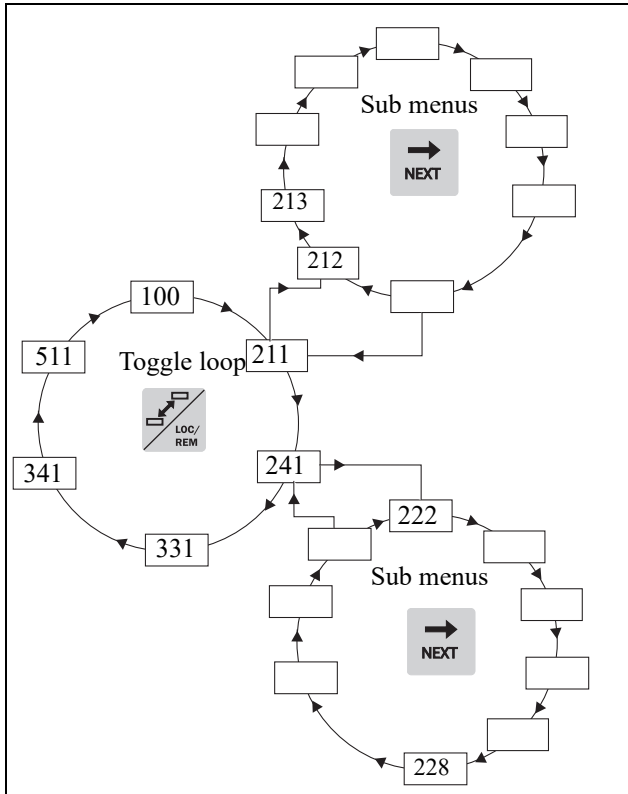 Sub menus
NEXT
213
212
100
511
Toggle loop
211
LOC/
REM
341
241
331
222
Sub menus
NEXT
228